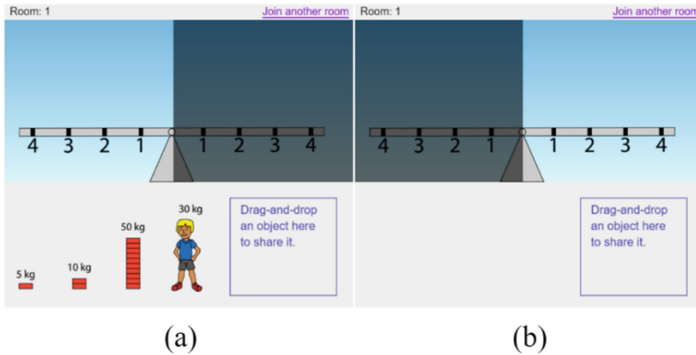 Room: 1 Join another room
4 3 2 1 1 2 3 4
5 kg 10 kg 50 kg 30 kg
Drag-and-drop
an object here
to share it.
(a)
Room: 1 Join another room
4 3 2 1 1 2 3 4
Drag-and-drop
an object here
to share it.
(b)